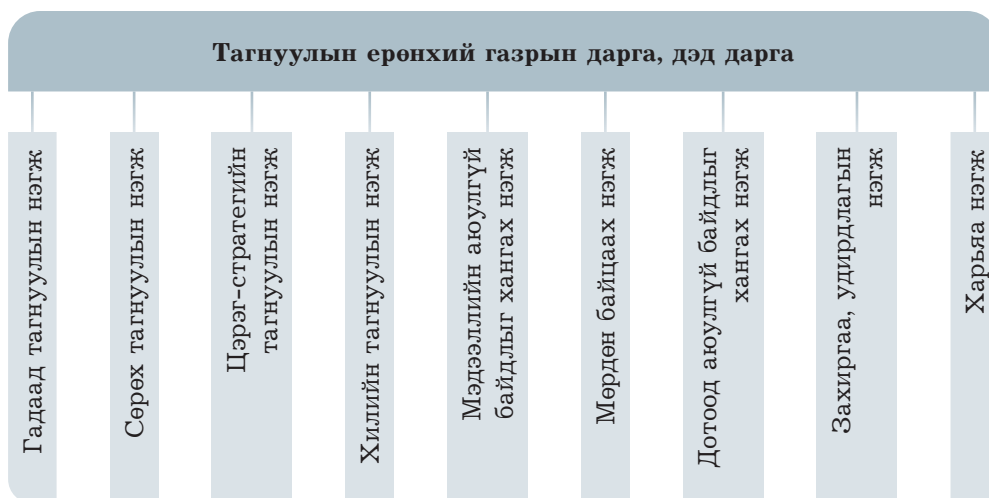 Тагнуулын ерөнхий газрын дарга, дэд дарга
Гадаад тагнуулын нэгж
Сөрөх тагнуулын нэгж
Цэрэг-стратегийн
тагнуулын нэгж
Хилийн тагнуулын нэгж
Мэдээллийн аюулгүй
байдлыг хангах нэгж
Мөрдөн байцаах нэгж
Дотоод аюулгүй байдлыг
хангах нэгж
Захиргаа, удирдлагын
нэгж
Харьяа нэгж